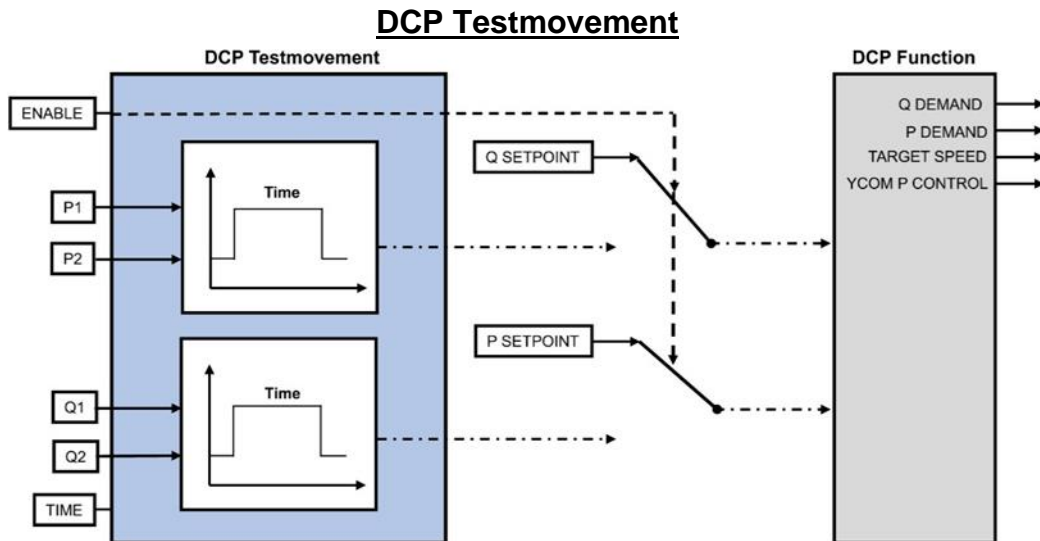 DCP Testmovement
DCP Testmovement
DCP Function
ENABLE
P1
P2
Time
Q1
Q2
Time
TIME
Q SETPOINT
P SETPOINT
Q DEMAND
P DEMAND
TARGET SPEED
YCOM P CONTROL